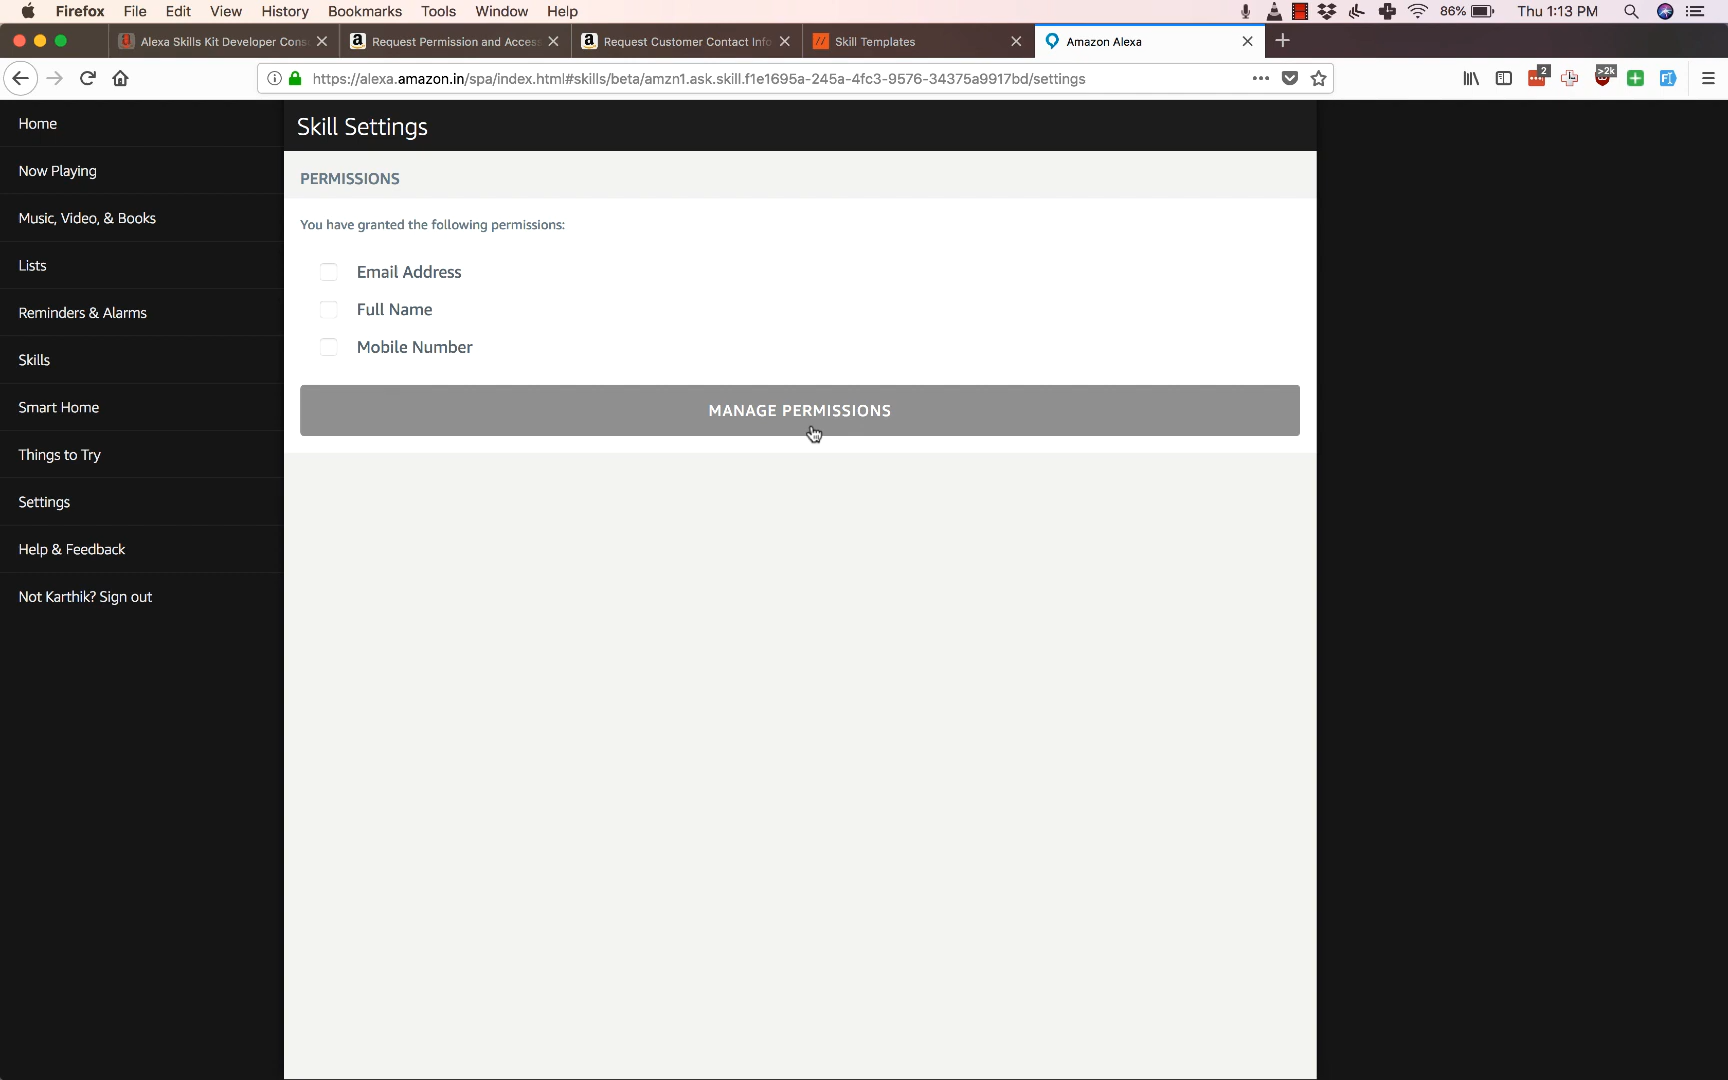 Firefox File Edit View History Bookmarks Tools Window Help 86% Thu 1:13 PM
Alexa Skills Kit Developer Cons Request Permission and Access Request Customer Contact Info Skill Templates Amazon Alexa
https://alexa.amazon.in/spa/index.html#skills/beta/amzn1.ask.skill.f1e1695a-245a-4fc3-9576-34375a9917bd/settings 2 >2k
Home
Now Playing
Music, Video, & Books
Lists
Reminders & Alarms
Skills
Smart Home
Things to Try
Settings
Help & Feedback
Not Karthik? Sign out
Skill Settings
PERMISSIONS
You have granted the following permissions:
Email Address
Full Name
Mobile Number
MANAGE PERMISSIONS